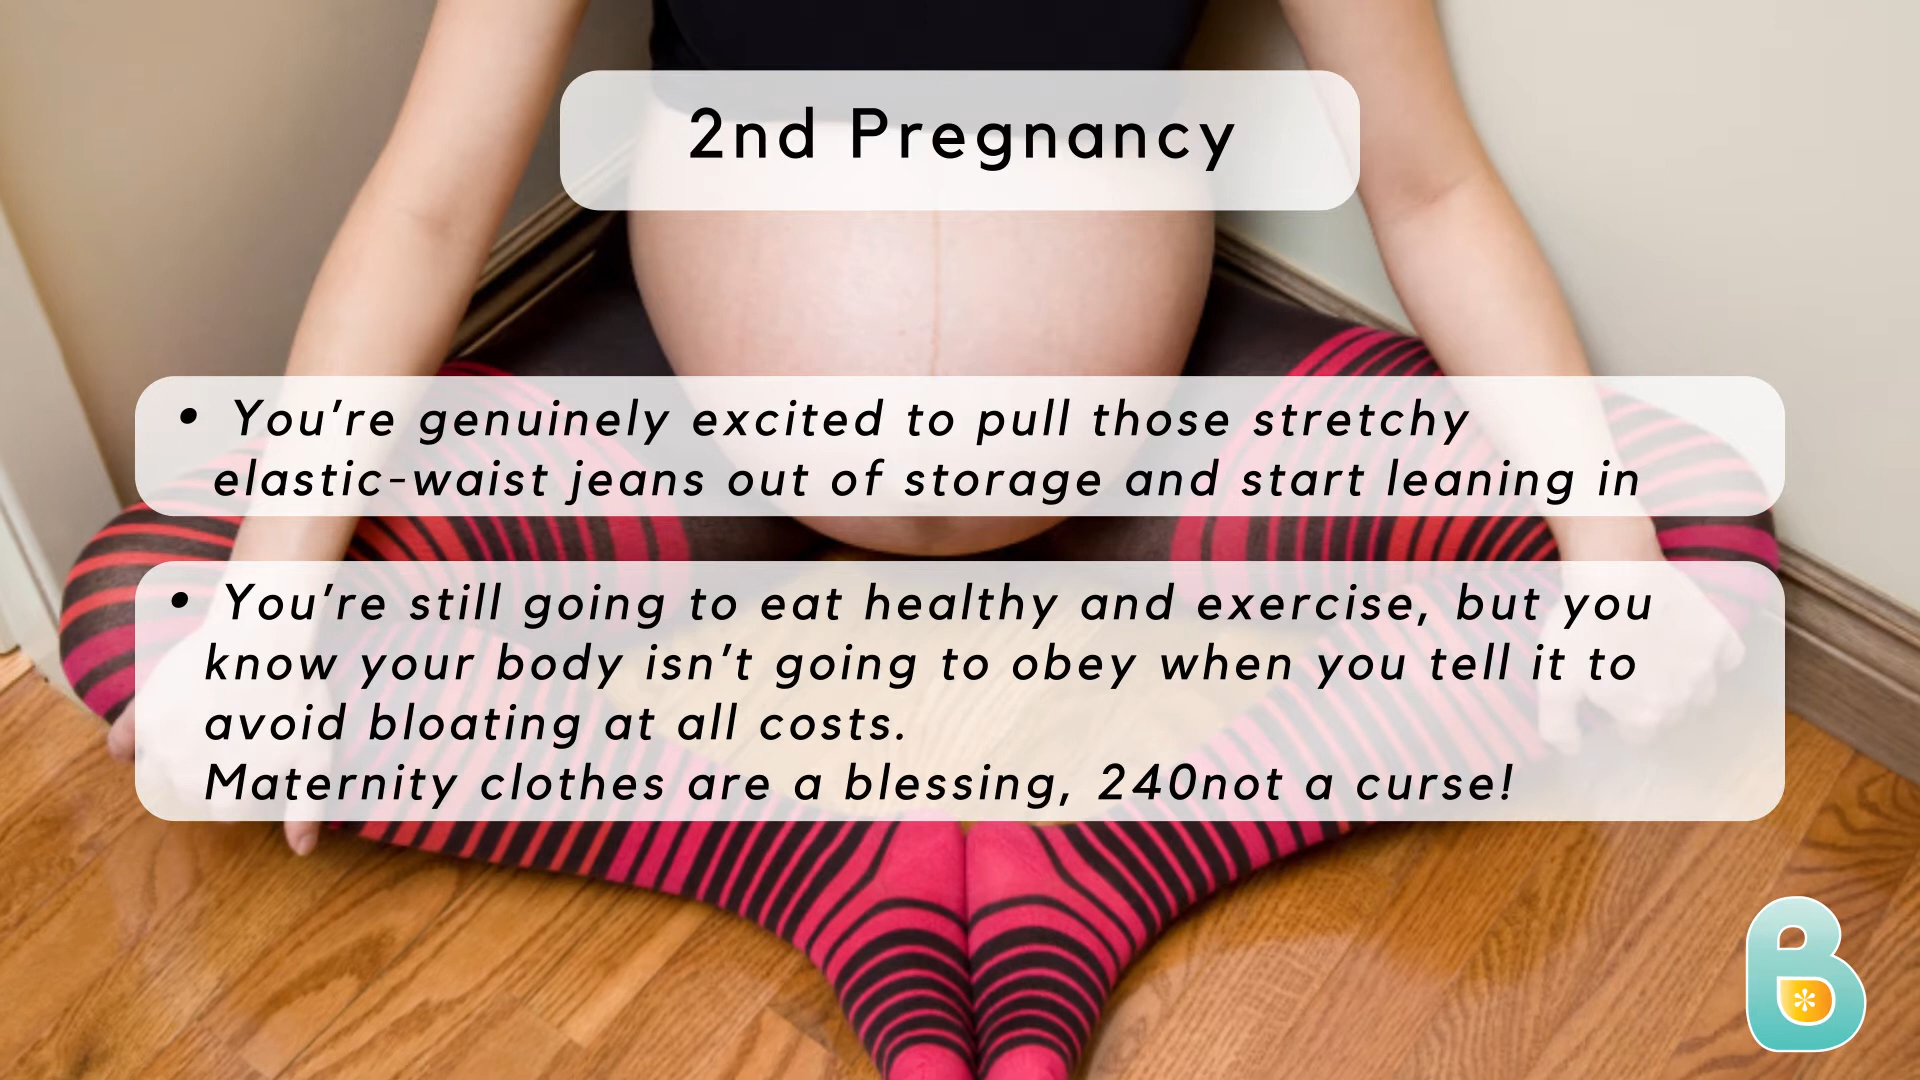 2nd Pregnancy
• You’re genuinely excited to pull those stretchy
elastic-waist jeans out of storage and start leaning in
• You’re still going to eat healthy and exercise, but you
know your body isn’t going to obey when you tell it to
avoid bloating at all costs.
Maternity clothes are a blessing, 240not a curse!
B